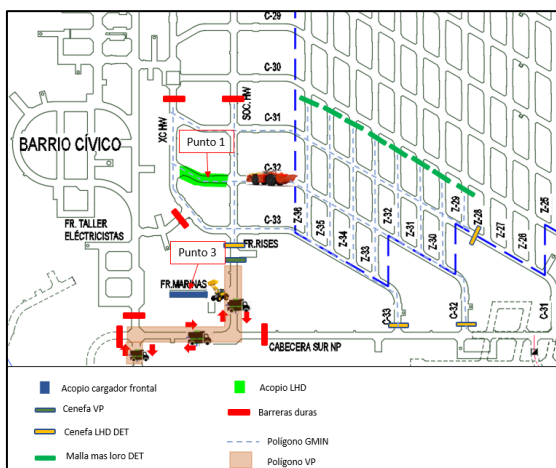 C-29
C-30
XC HW
SOC. HW
C-31
BARRIO CÍVICO
Punto 1
C-32
Z-36
Z-35
Z-34
Z-33
Z-32
Z-31
Z-30
Z-29
Z-28
Z-27
Z-26
Z-25
FR. TALLER
ELÉCTRICISTAS
C-33
Punto 3
FR.RISES
FR.MARINAS
C-33
C-32
C-31
CABECERA SUR NP
Acopio cargador frontal
Acopio LHD
Cenefa VP
Barreras duras
Cenefa LHD DET
Polígono GMIN
Malla mas loro DET
Polígono VP